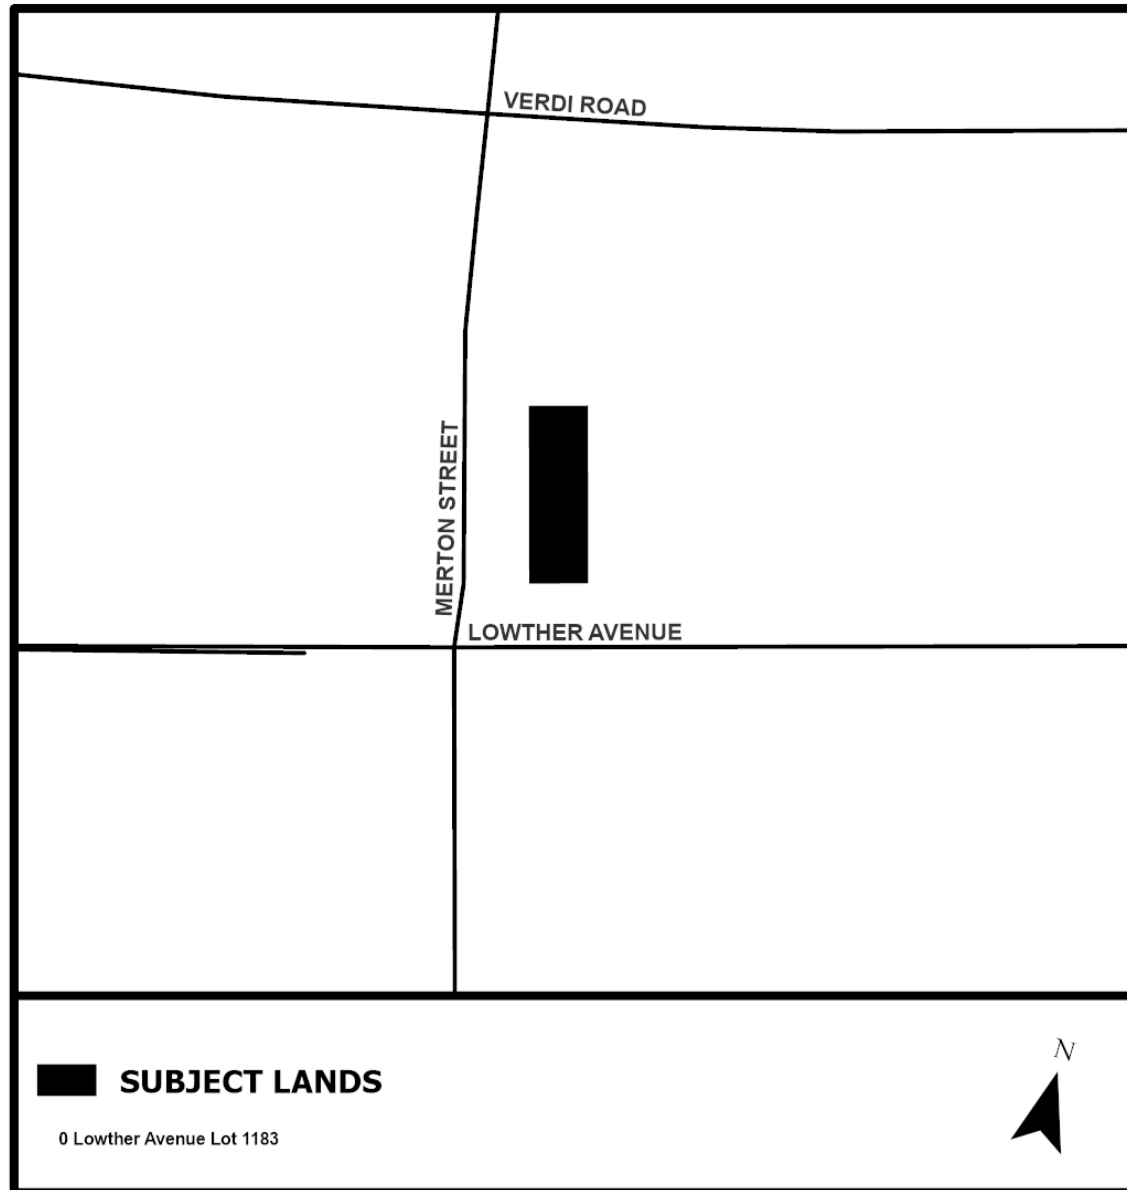 VERDI ROAD
MERTON STREET
LOWTHER AVENUE
N
SUBJECT LANDS
0 Lowther Avenue Lot 1183